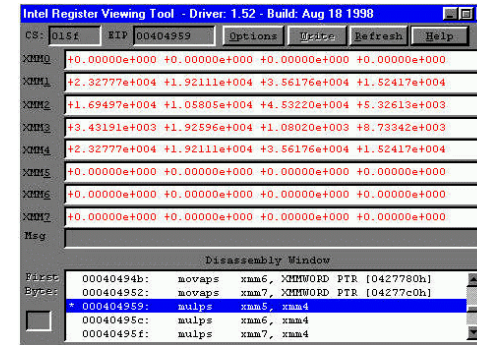 Intel Register Viewing Tool - Driver: 1.52 - Build: Aug 18 1998
CS: 015f EIP 00404959 Options Write Refresh Help
XMM0 +0.00000e+000 +0.00000e+000 +0.00000e+000 +0.00000e+000
XMM1 +2.32777e+004 +1.92111e+004 +3.56176e+004 +1.52417e+004
XMM2 +1.69497e+004 +1.05805e+004 +4.53220e+004 +5.32613e+003
XMM3 +3.43191e+003 +1.92596e+004 +1.08020e+003 +8.73342e+003
XMM4 +2.32777e+004 +1.92111e+004 +3.56176e+004 +1.52417e+004
XMM5 +0.00000e+000 +0.00000e+000 +0.00000e+000 +0.00000e+000
XMM6 +0.00000e+000 +0.00000e+000 +0.00000e+000 +0.00000e+000
XMM7 +0.00000e+000 +0.00000e+000 +0.00000e+000 +0.00000e+000
Msg
Disassembly Window
First
Byte:
00040494b: movaps xmm6, XMMWORD PTR [0427780h]
000404952: movaps xmm7, XMMWORD PTR [04277c0h]
* 000404959: mulps xmm5, xmm4
00040495c: mulps xmm6, xmm4
00040495f: mulps xmm7, xmm4